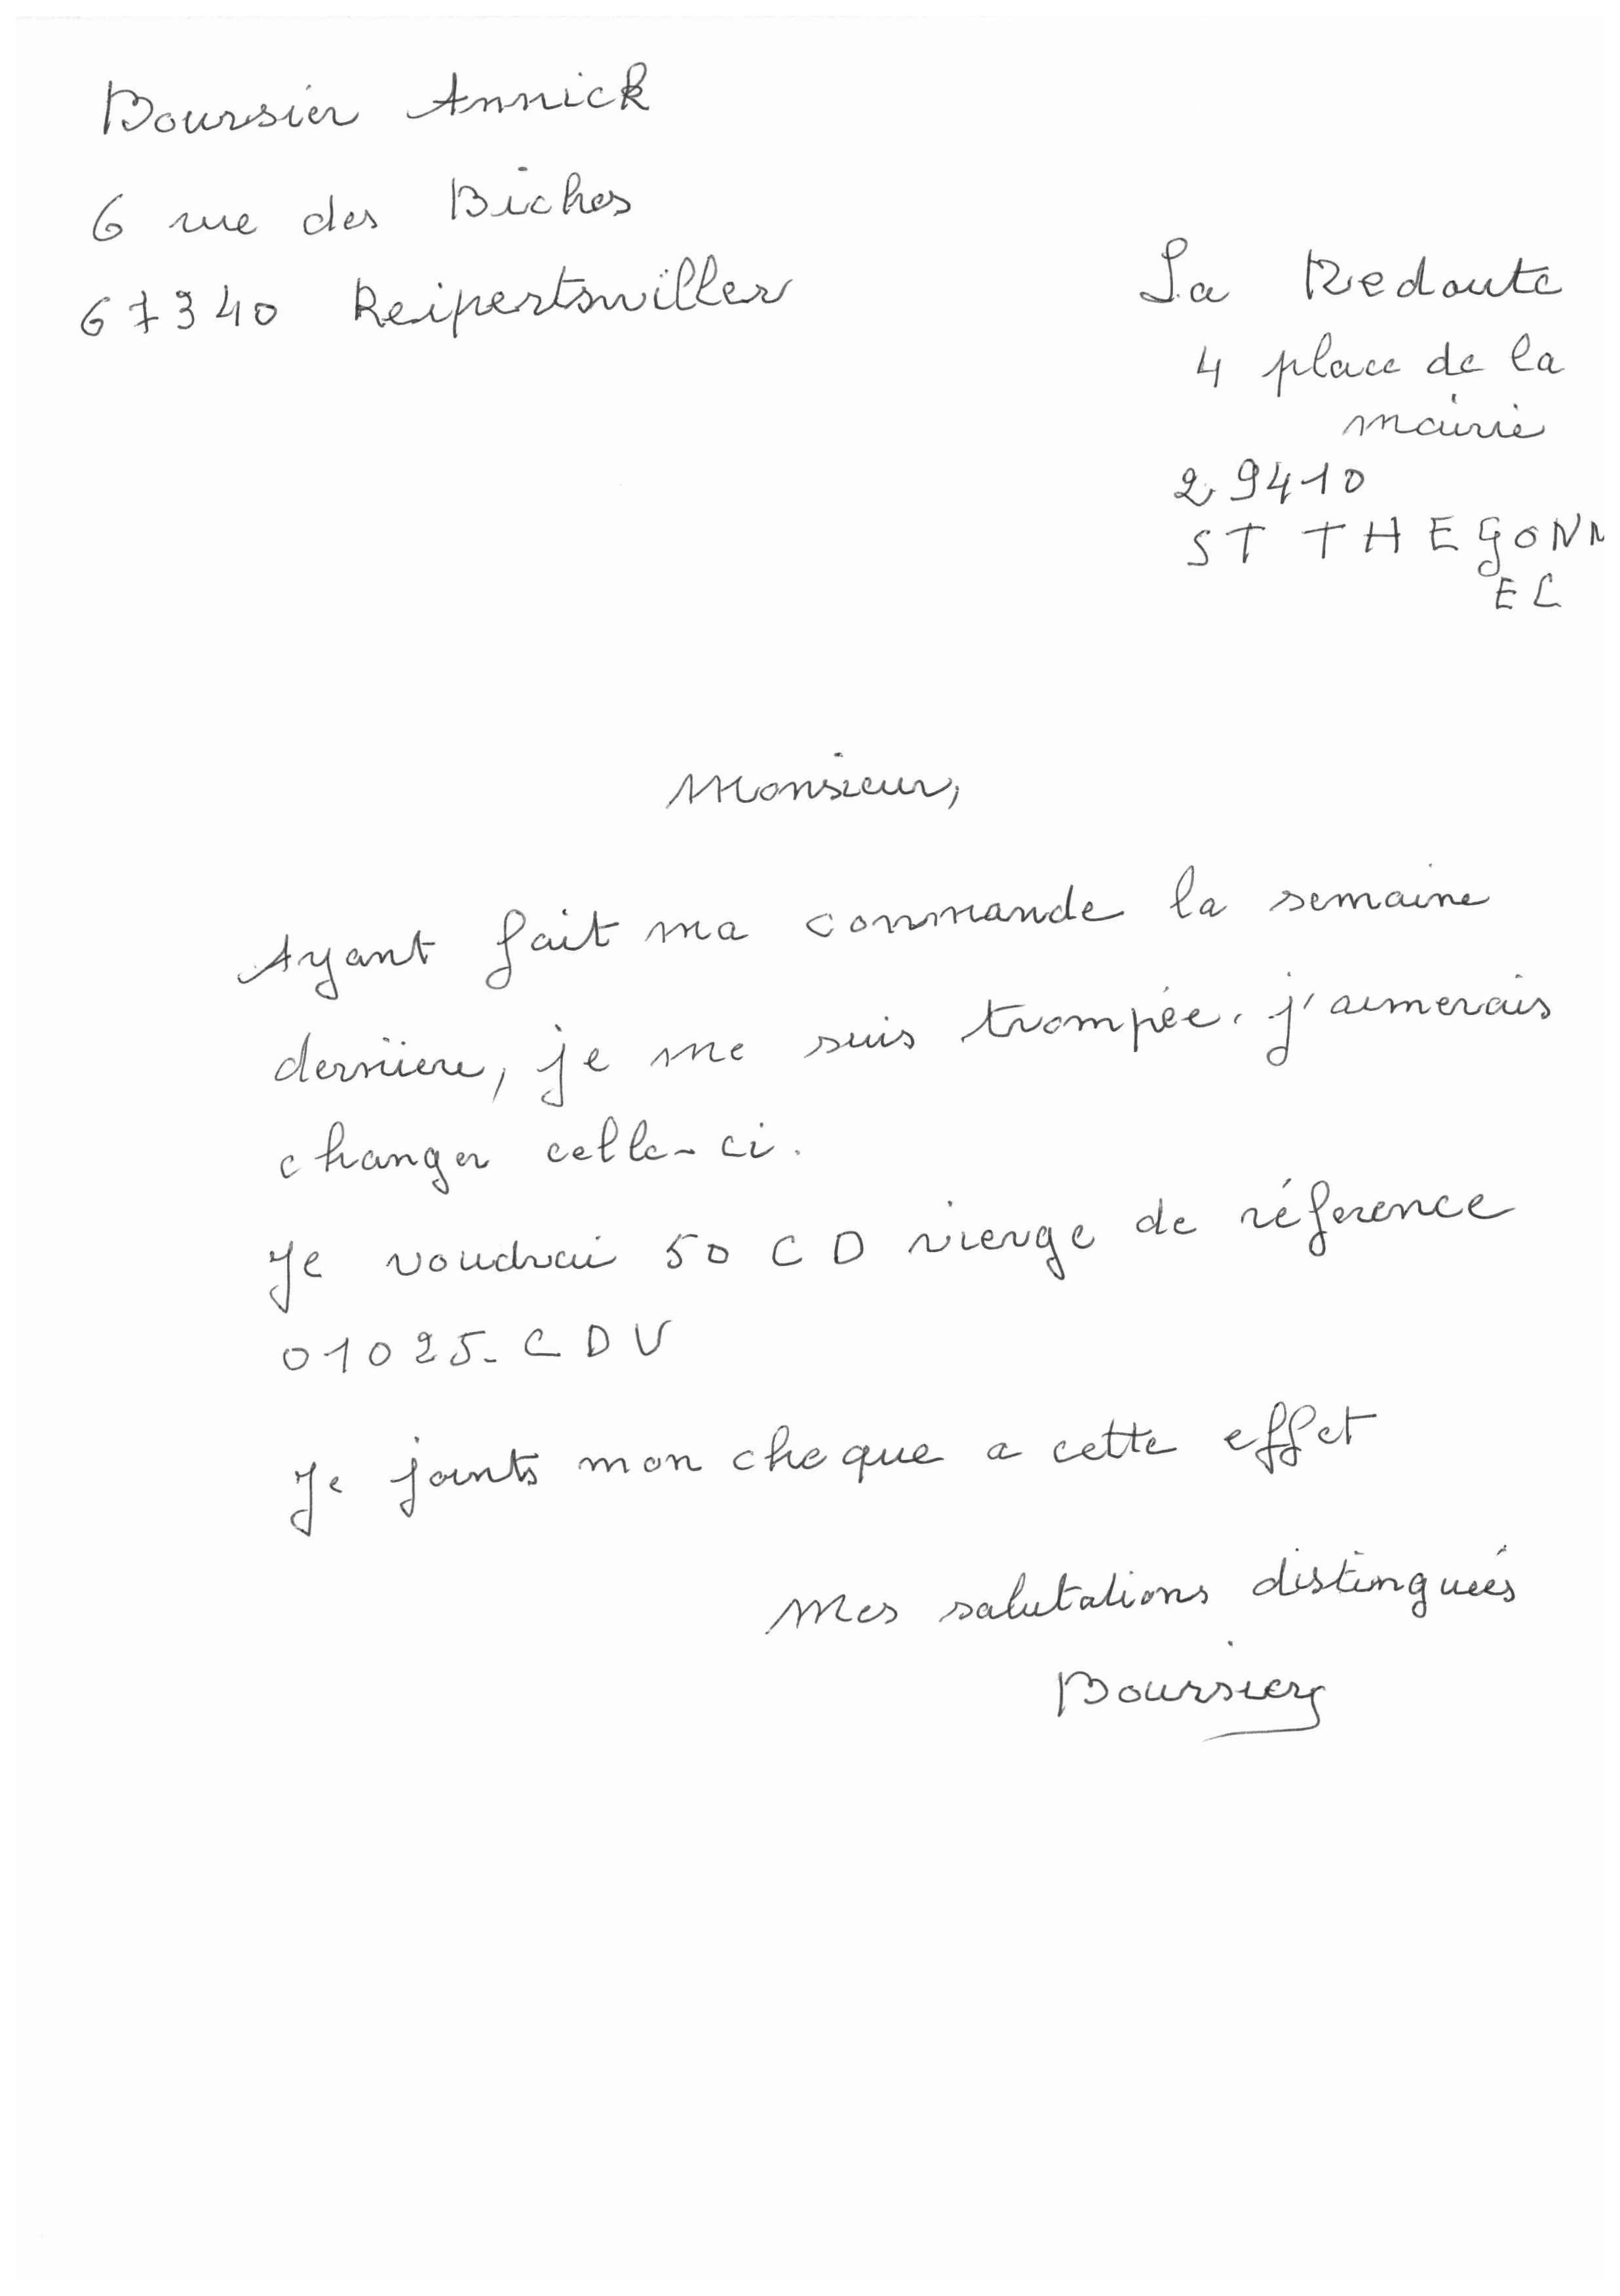 Boursier Annick
6 rue des Biches
67340 Reipertswiller
La Redoute
4 place de la
mairie
29410
ST THEGONN
EL
Monsieur,
Ayant fait ma commande la semaine
derniere, je me suis trompée. j'aimerais
changer celle-ci.
Je voudrai 50 CD vierge de réference
01025-CDV
Je joints mon cheque a cette effet
Mes salutations distinguées
Boursier